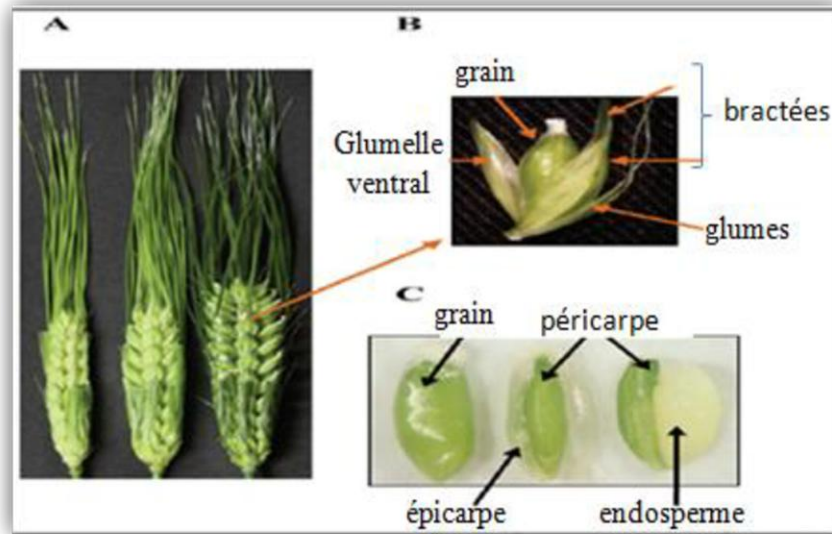 A
B
grain
bractées
Glumelle
ventral
glumes
C
grain
péricarpe
épicarpe
endosperme